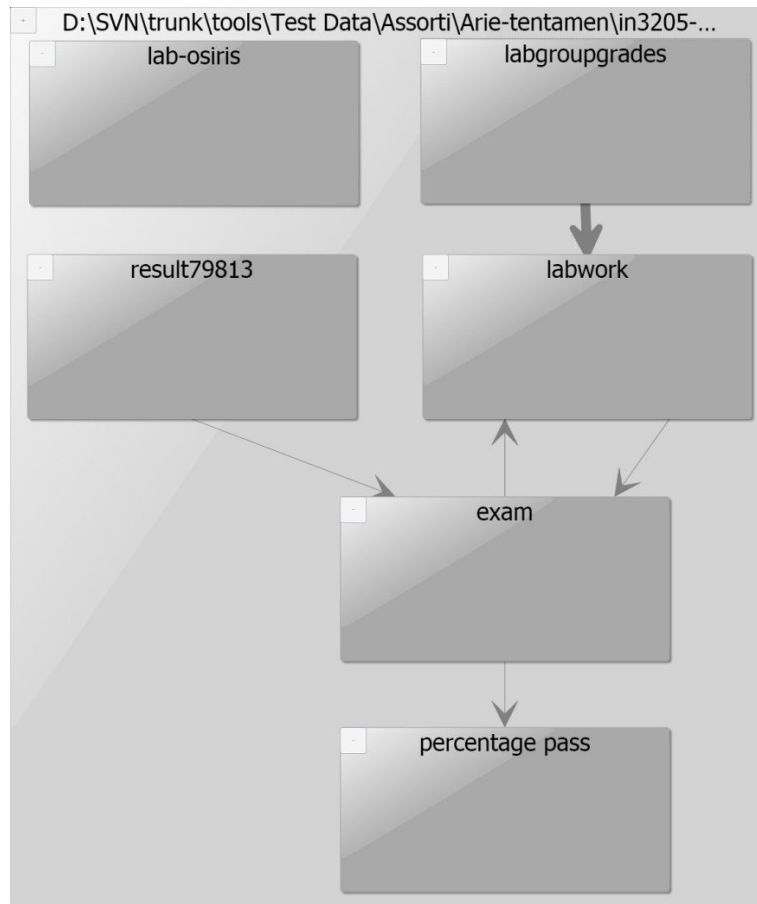 D:\SVN\trunk\tools\Test Data\Assorti\Arie-tentamen\in3205-...
lab-osiris
labgroupgrades
result79813
labwork
exam
percentage pass